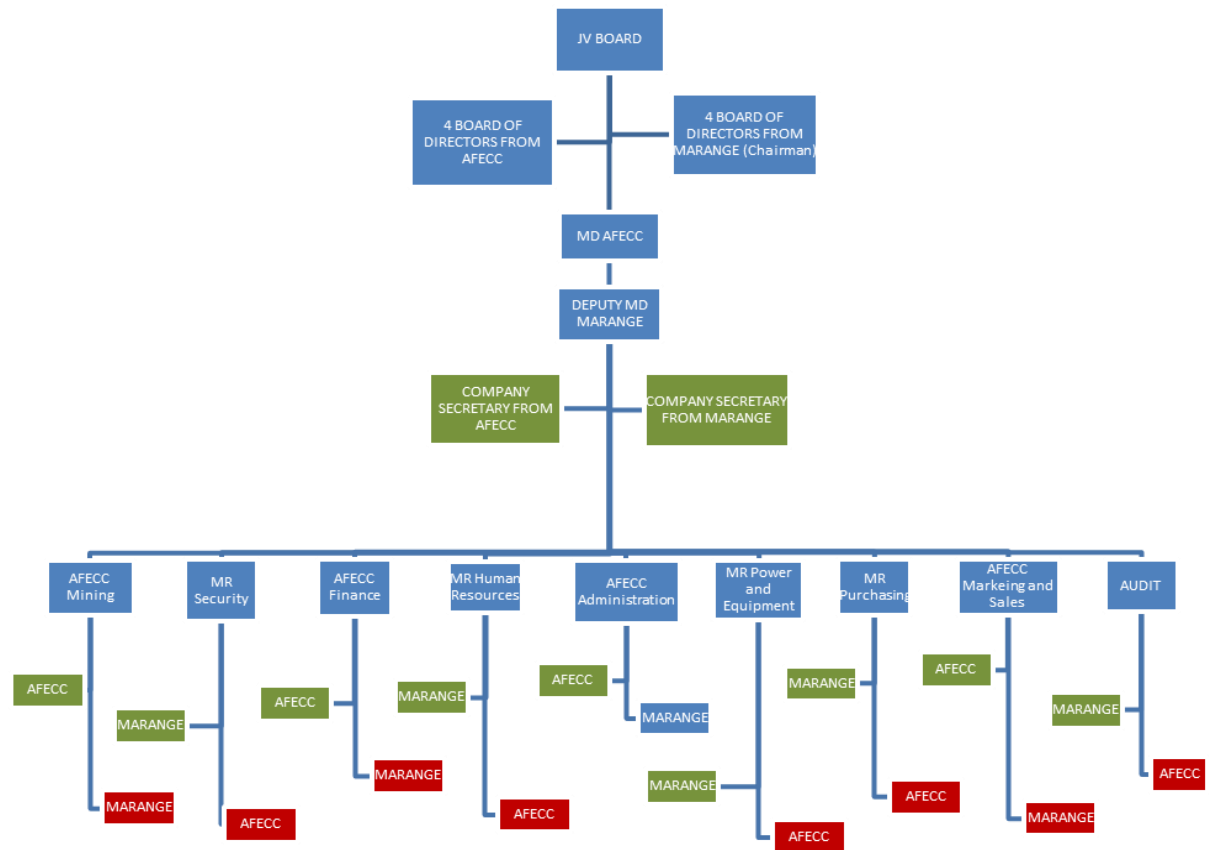 JV BOARD
4 BOARD OF
DIRECTORS FROM
AFECC
4 BOARD OF
DIRECTORS FROM
MARANGE (Chairman)
MD AFECC
DEPUTY MD
MARANGE
COMPANY
SECRETARY FROM
AFECC
COMPANY SECRETARY
FROM MARANGE
AFECC
Mining
MR
Security
AFECC
Finance
MR Human
Resources
AFECC
Administration
MR Power
and
Equipment
MR
Purchasing
AFECC
Markeing and
Sales
AUDIT
AFECC
MARANGE
MARANGE
AFECC
AFECC
MARANGE
MARANGE
AFECC
AFECC
MARANGE
MARANGE
AFECC
MARANGE
AFECC
AFECC
MARANGE
MARANGE
AFECC